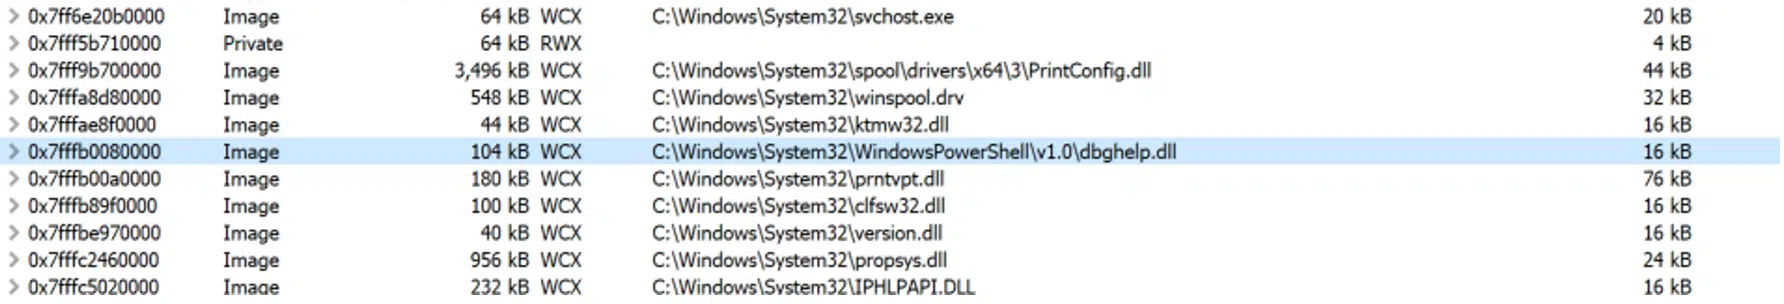 0x7ff6e20b0000 Image 64 kB WCX C:\Windows\System32\svchost.exe 20 kB
0x7fff5b710000 Private 64 kB RWX 4 kB
0x7fff9b700000 Image 3,496 kB WCX C:\Windows\System32\spool\drivers\x64\3\PrintConfig.dll 44 kB
0x7fffa8d80000 Image 548 kB WCX C:\Windows\System32\winspool.drv 32 kB
0x7fffae8f0000 Image 44 kB WCX C:\Windows\System32\ktmw32.dll 16 kB
0x7fffb0080000 Image 104 kB WCX C:\Windows\System32\WindowsPowerShell\v1.0\dbghelp.dll 16 kB
0x7fffb00a0000 Image 180 kB WCX C:\Windows\System32\prntvpt.dll 76 kB
0x7fffb89f0000 Image 100 kB WCX C:\Windows\System32\clfsw32.dll 16 kB
0x7fffbe970000 Image 40 kB WCX C:\Windows\System32\version.dll 16 kB
0x7fffc2460000 Image 956 kB WCX C:\Windows\System32\propsys.dll 24 kB
0x7fffc5020000 Image 232 kB WCX C:\Windows\System32\IPHLPAPI.DLL 16 kB